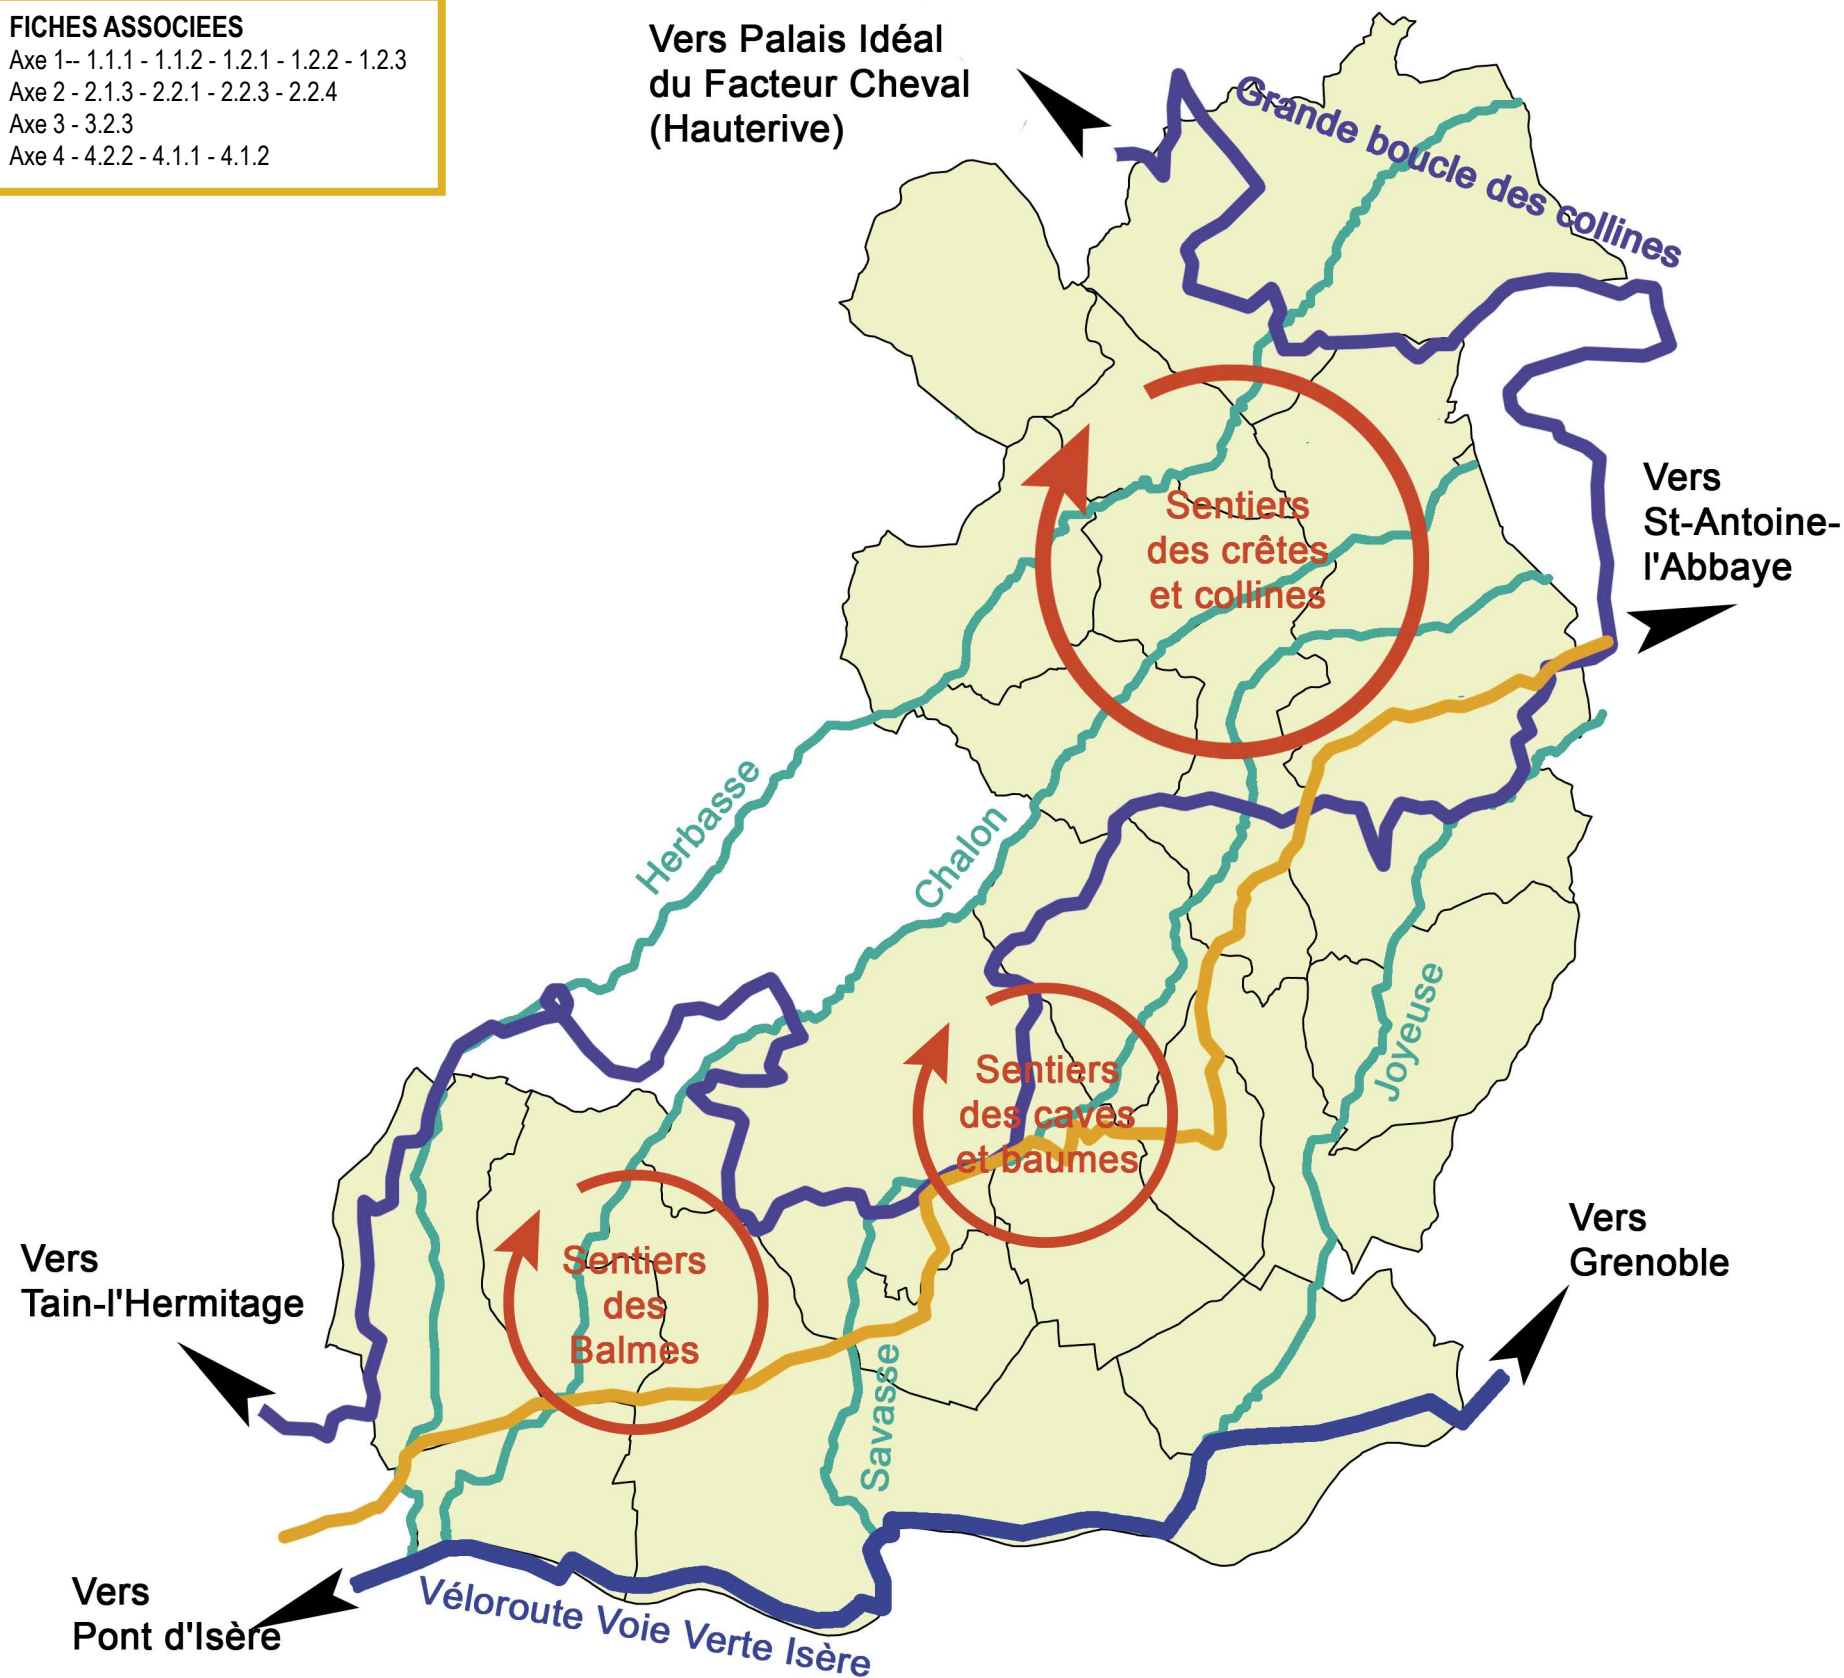 FICHES ASSOCIEES
Axe 1-- 1.1.1 - 1.1.2 - 1.2.1 - 1.2.2 - 1.2.3
Axe 2 - 2.1.3 - 2.2.1 - 2.2.3 - 2.2.4
Axe 3 - 3.2.3
Axe 4 - 4.2.2 - 4.1.1 - 4.1.2
Vers Palais Idéal
du Facteur Cheval
(Hauterive)
Grande boucle des collines
Vers
St-Antoine-
l'Abbaye
Sentiers
des crêtes
et collines
Herbasse
Chalon
Joyeuse
Sentiers
des caves
et baumes
Vers
Grenoble
Vers
Tain-l'Hermitage
Sentiers
des
Balmes
Savasse
Vers
Pont d'Isère
Véloroute Voie Verte Isère